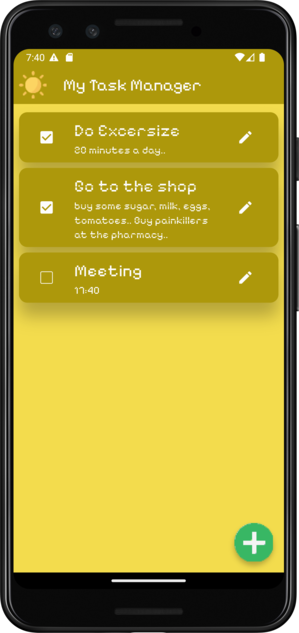 7:40
My Task Manager
Do Excersize
30 minutes a day..
Go to the shop
buy some sugar, milk, eggs,
tomatoes.. Buy painkillers
at the pharmacy..
Meeting
17:40